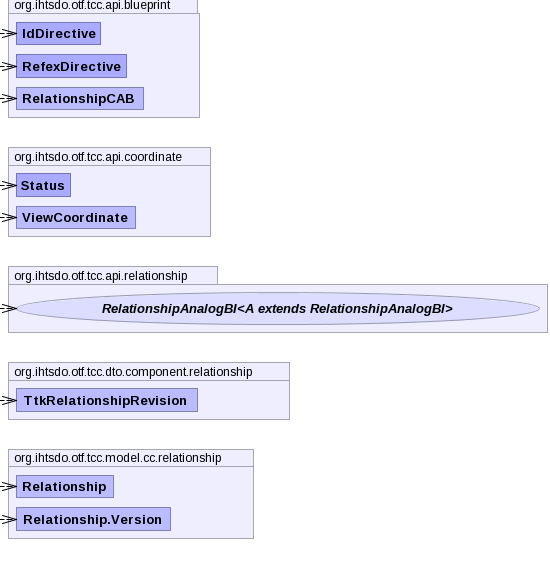 org.ihtsdo.otf.tcc.api.blueprint
IdDirective
RefexDirective
RelationshipCAB
org.ihtsdo.otf.tcc.api.coordinate
Status
ViewCoordinate
org.ihtsdo.otf.tcc.api.relationship
RelationshipAnalogBI<A extends RelationshipAnalogBI>
org.ihtsdo.otf.tcc.dto.component.relationship
TtkRelationshipRevision
org.ihtsdo.otf.tcc.model.cc.relationship
Relationship
Relationship.Version